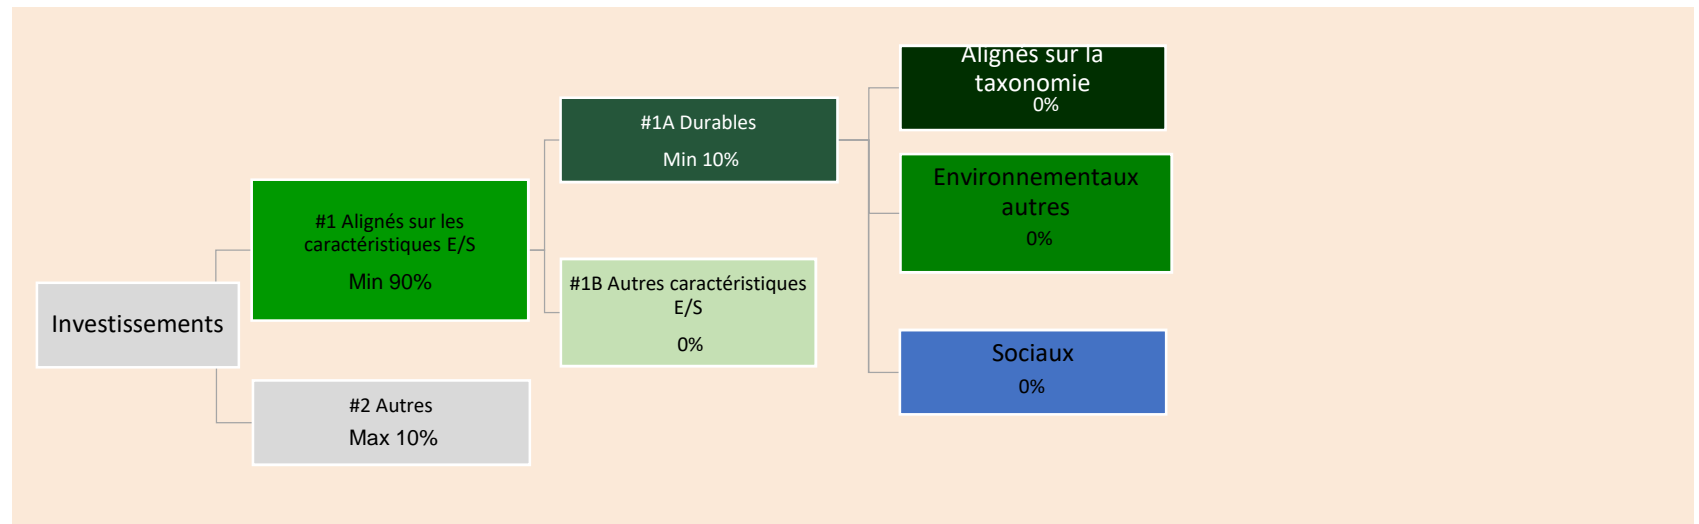 Investissements
#1 Alignés sur les
caractéristiques E/S
Min 90%
#2 Autres
Max 10%
#1A Durables
Min 10%
#1B Autres caractéristiques
E/S
0%
Alignés sur la
taxonomie
0%
Environnementaux
autres
0%
Sociaux
0%